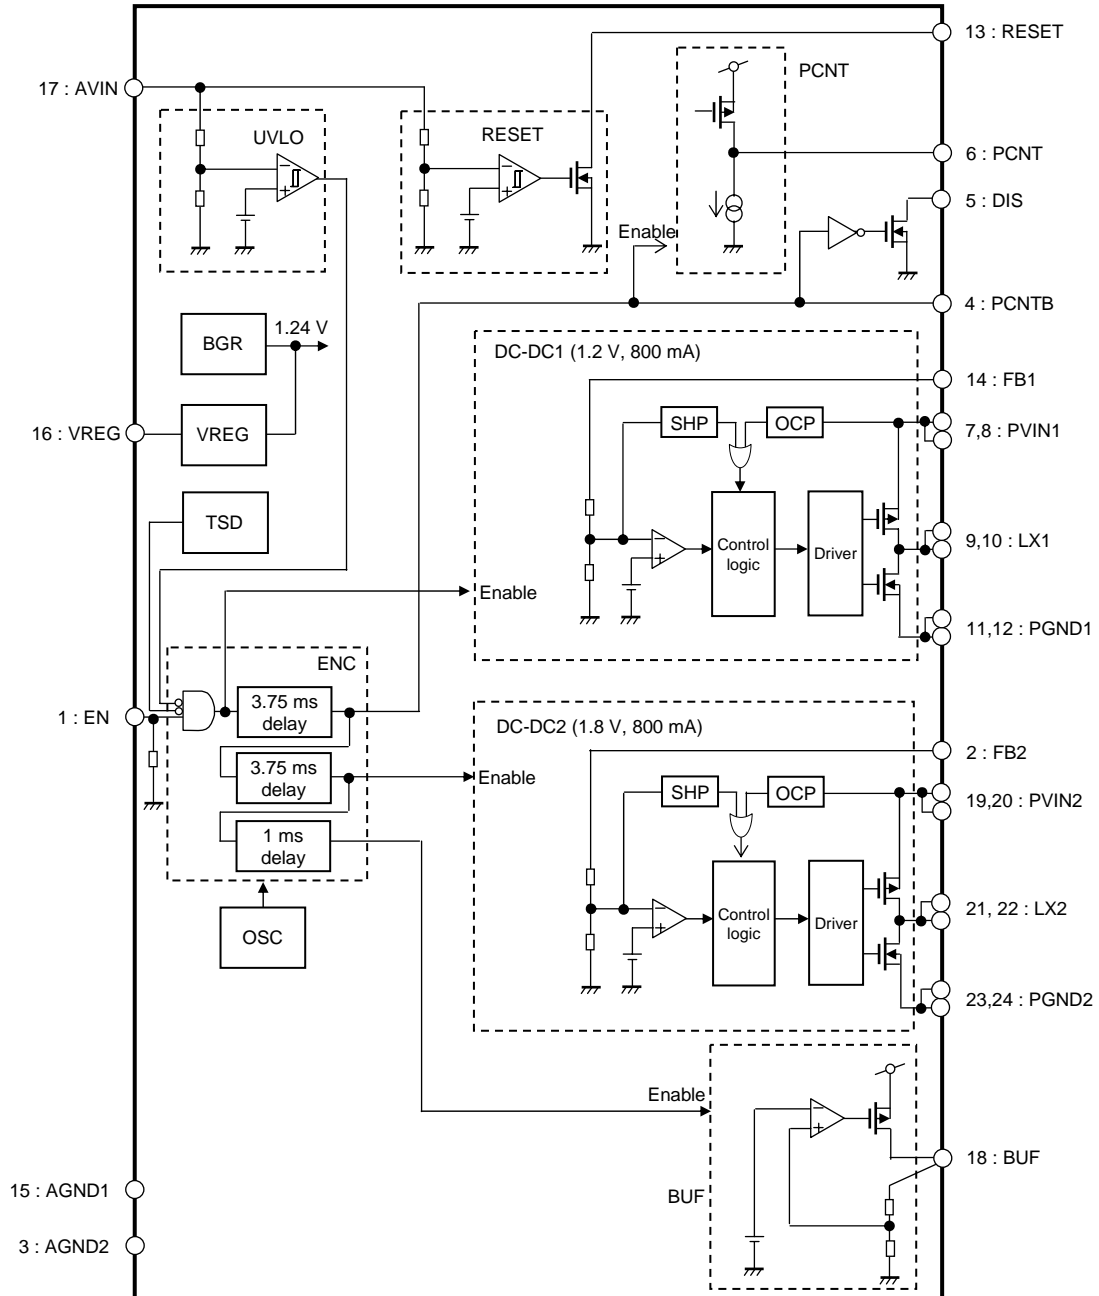 13 : RESET
17 : AVIN
PCNT
UVLO
RESET
6 : PCNT
5 : DIS
Enable
4 : PCNTB
BGR
1.24 V
DC-DC1 (1.2 V, 800 mA)
14 : FB1
16 : VREG
VREG
SHP
OCP
7,8 : PVIN1
TSD
Control
logic
Driver
9,10 : LX1
Enable
11,12 : PGND1
ENC
1 : EN
3.75 ms
delay
DC-DC2 (1.8 V, 800 mA)
2 : FB2
3.75 ms
delay
Enable
SHP
OCP
19,20 : PVIN2
1 ms
delay
Control
logic
Driver
21, 22 : LX2
OSC
23,24 : PGND2
Enable
18 : BUF
15 : AGND1
BUF
3 : AGND2